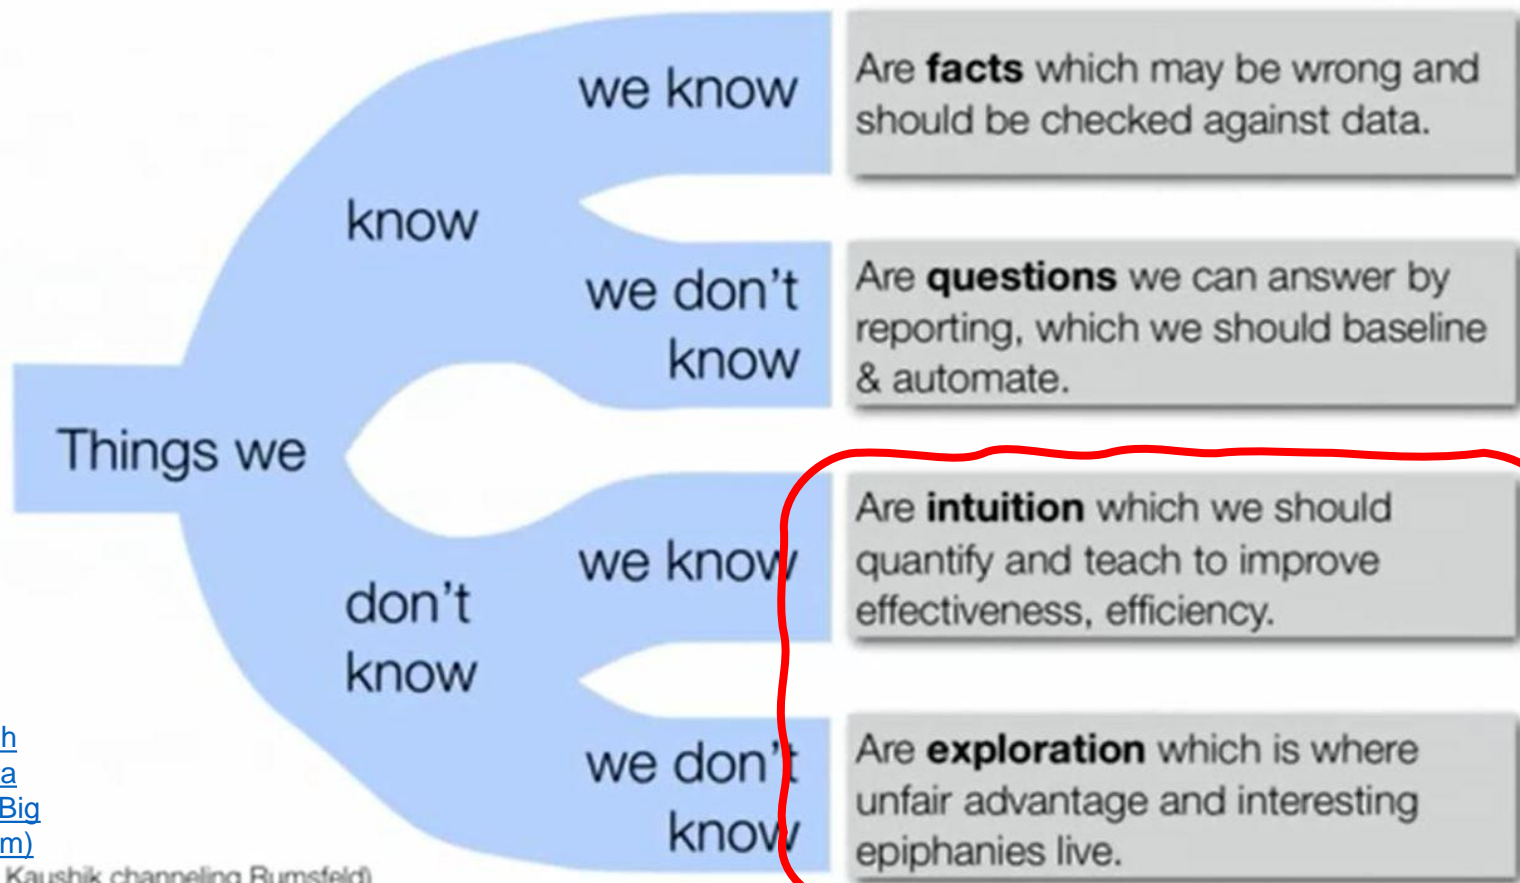 Things we
know
we know
Are facts which may be wrong and
should be checked against data.
we don't
know
Are questions we can answer by
reporting, which we should baseline
& automate.
don't
know
we know
Are intuition which we should
quantify and teach to improve
effectiveness, efficiency.
we don't
know
Are exploration which is where
unfair advantage and interesting
epiphanies live.
h
a
Big
m)
Kaushik channeling Rumsfeld)